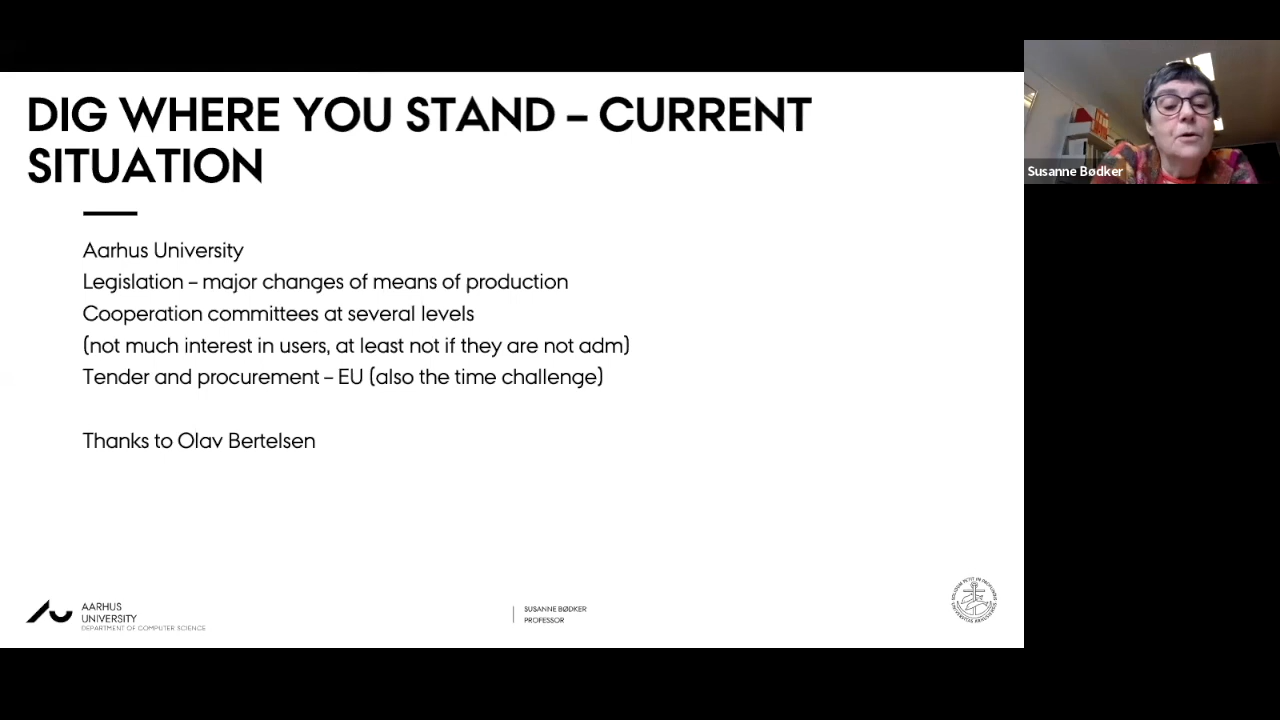 DIG WHERE YOU STAND – CURRENT
SITUATION
Aarhus University
Legislation – major changes of means of production
Cooperation committees at several levels
(not much interest in users, at least not if they are not adm)
Tender and procurement – EU (also the time challenge)
Thanks to Olav Bertelsen
AARHUS
UNIVERSITY
DEPARTMENT OF COMPUTER SCIENCE
SUSANNE BØDKER
PROFESSOR
Susanne Bødker